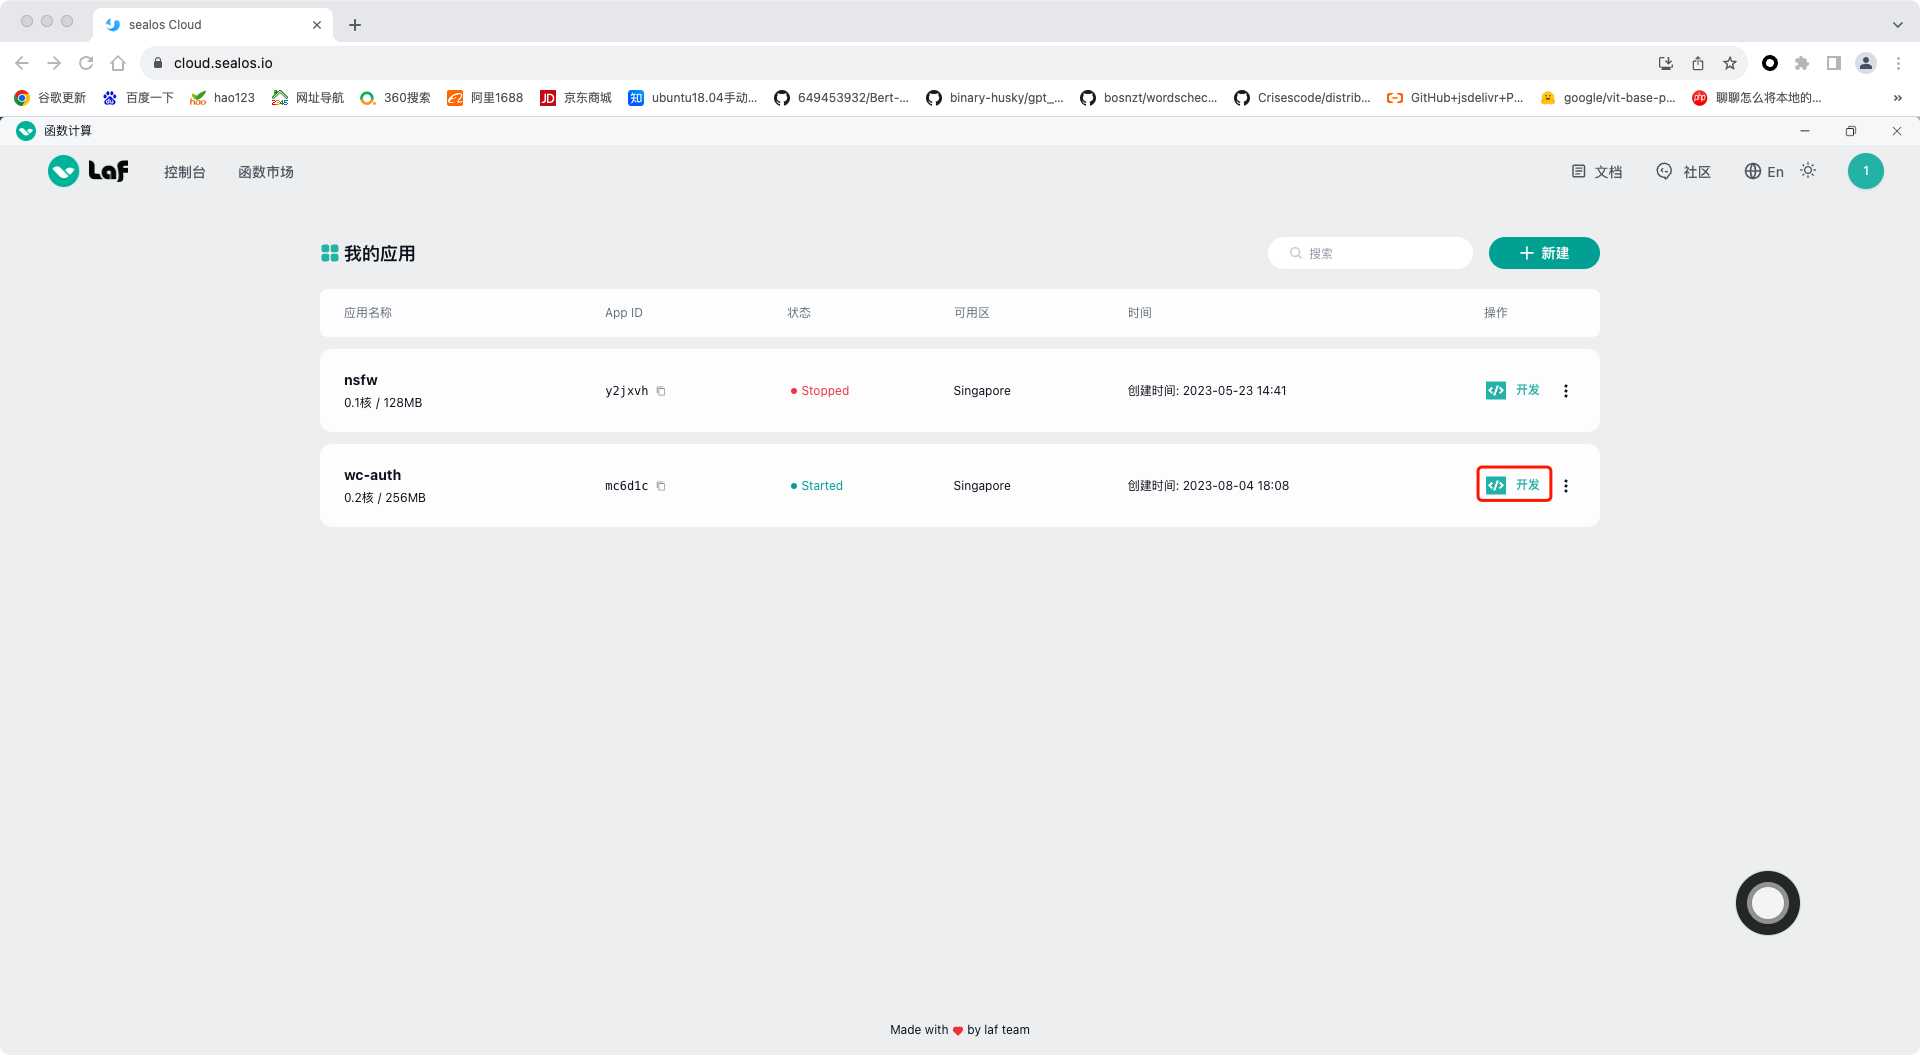 sealos Cloud
cloud.sealos.io
谷歌更新 百度一下 hao123 网址导航 360搜索 阿里1688 京东商城 ubuntu18.04手动... 649453932/Bert-... binary-husky/gpt_... bosnzt/wordschec... Crisescode/distrib... GitHub+jsdelivr+P... google/vit-base-p... 聊聊怎么将本地的... »
函数计算
Laf 控制台 函数市场 文档 社区 En 1
我的应用 搜索 新建
应用名称 App ID 状态 可用区 时间 操作
nsfw
0.1核 / 128MB
y2jxvh Stopped Singapore 创建时间: 2023-05-23 14:41 开发
wc-auth
0.2核 / 256MB
mc6d1c Started Singapore 创建时间: 2023-08-04 18:08 开发
Made with ❤ by laf team